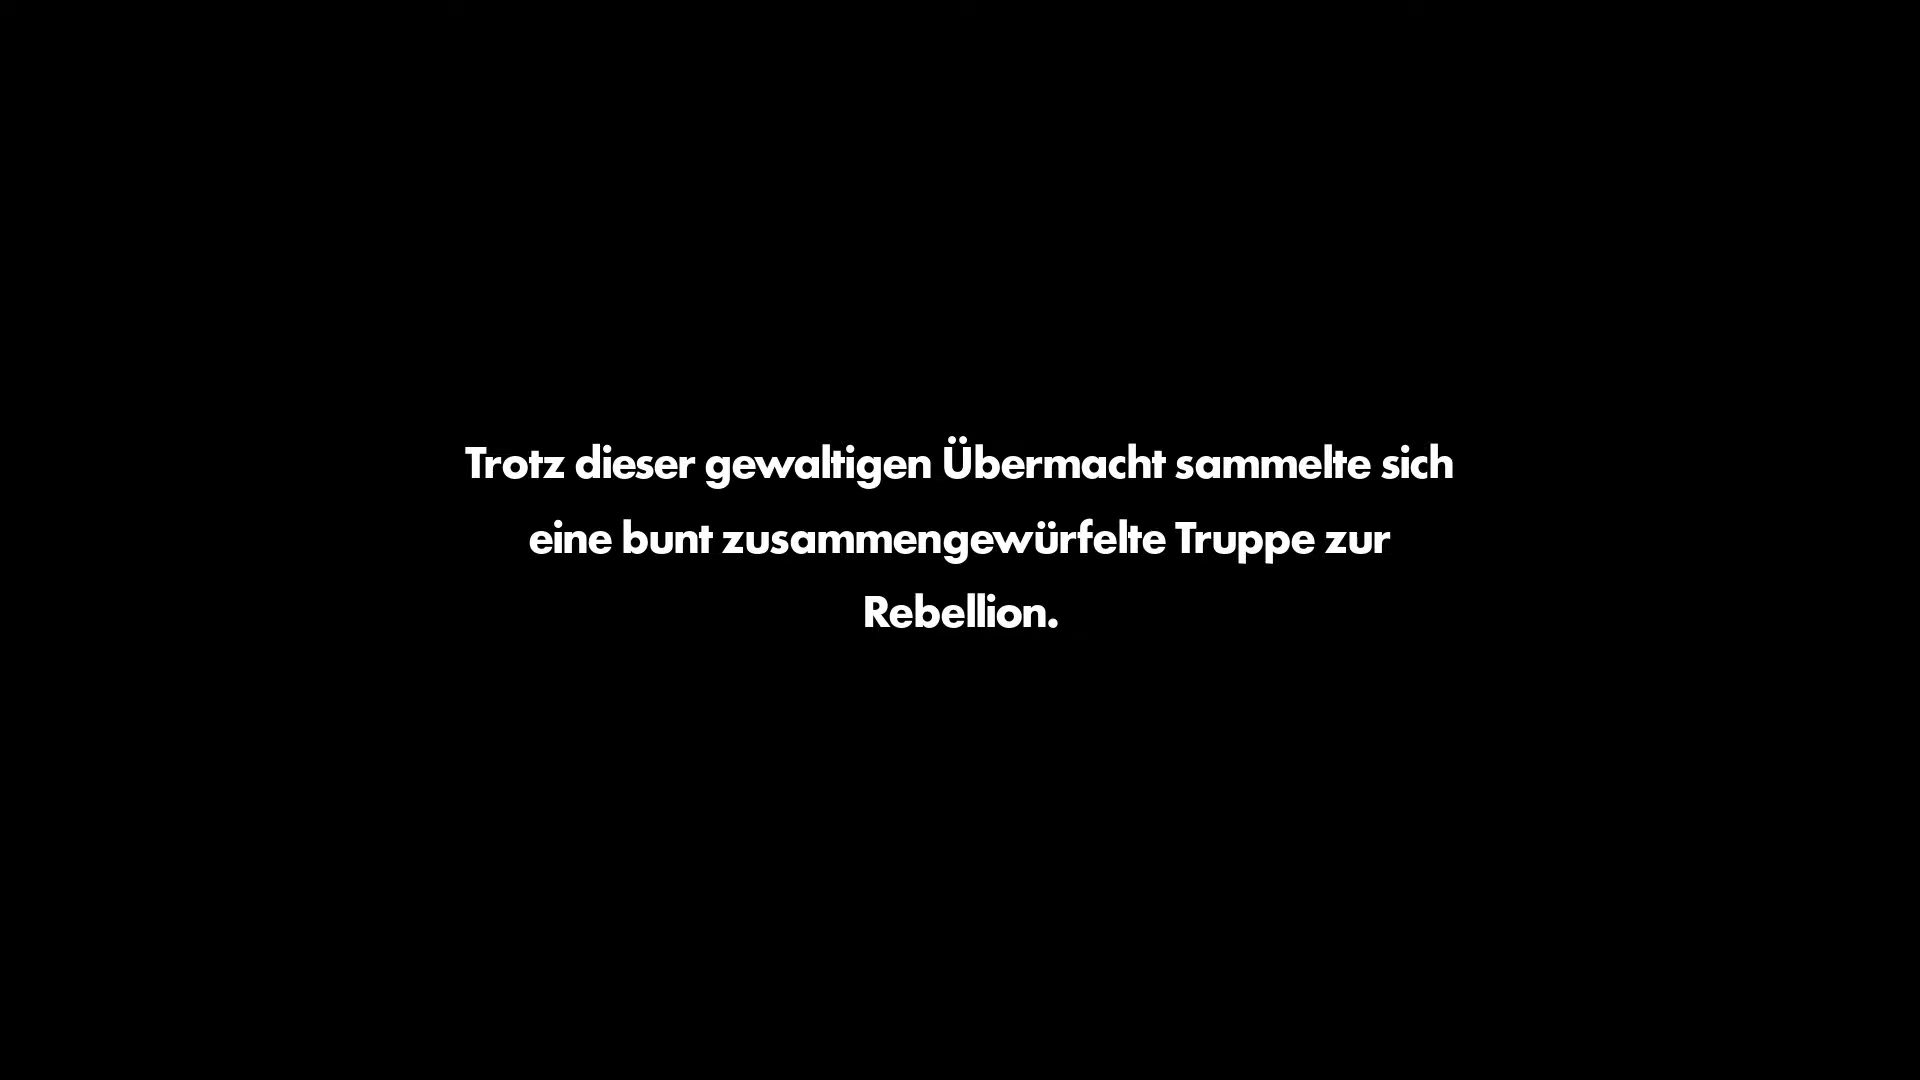 Trotz dieser gewaltigen Übermacht sammelte sich
eine bunt zusammengewürfelte Truppe zur
Rebellion.